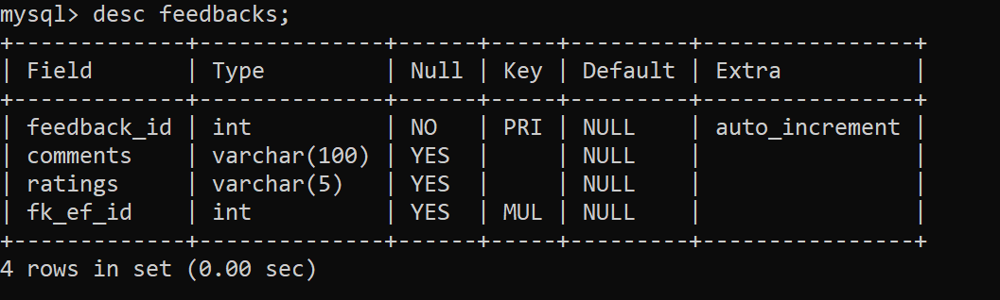 mysql> desc feedbacks;
+-------------+--------------+------+-----+---------+----------------+
| Field       | Type         | Null | Key | Default | Extra          |
+-------------+--------------+------+-----+---------+----------------+
| feedback_id | int          | NO   | PRI | NULL    | auto_increment |
| comments    | varchar(100) | YES  |     | NULL    |                |
| ratings     | varchar(5)   | YES  |     | NULL    |                |
| fk_ef_id    | int          | YES  | MUL | NULL    |                |
+-------------+--------------+------+-----+---------+----------------+
4 rows in set (0.00 sec)